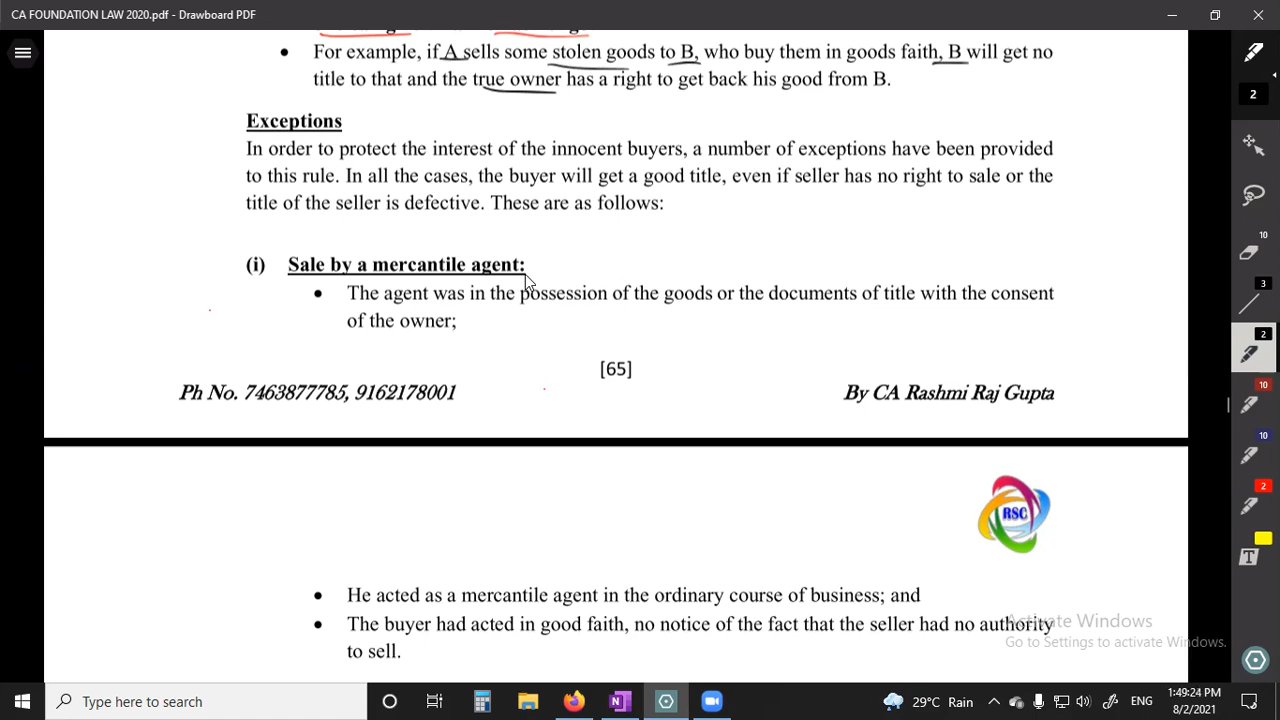 CA FOUNDATION LAW 2020.pdf - Drawboard PDF
• For example, if A sells some stolen goods to B, who buy them in goods faith, B will get no
title to that and the true owner has a right to get back his good from B.
Exceptions
In order to protect the interest of the innocent buyers, a number of exceptions have been provided
to this rule. In all the cases, the buyer will get a good title, even if seller has no right to sale or the
title of the seller is defective. These are as follows:
(i) Sale by a mercantile agent:
• The agent was in the possession of the goods or the documents of title with the consent
of the owner;
[65]
Ph No. 7463877785, 9162178001 By CA Rashmi Raj Gupta
RSC
• He acted as a mercantile agent in the ordinary course of business; and
• The buyer had acted in good faith, no notice of the fact that the seller had no authority
to sell.
Activate Windows
Go to Settings to activate Windows.
2
10
3
2
10
10
2
T
Type here to search
29°C Rain
ENG
1:49:24 PM
8/2/2021
2